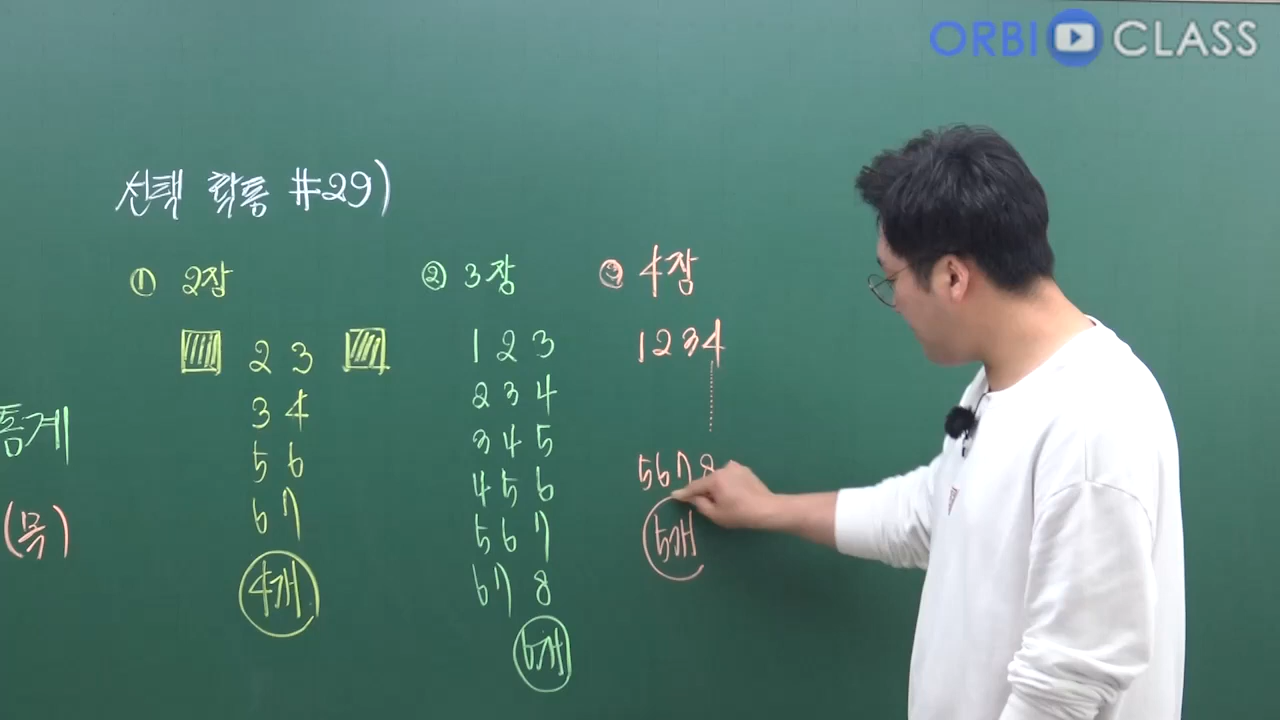 ORBI CLASS
선택 확통 #29)
① 2장
2 3
3 4
5 6
6 7
4개
② 3장
1 2 3
2 3 4
3 4 5
4 5 6
5 6 7
6 7 8
6개
③ 4장
1 2 3 4
5 6 7 8
5개
통계
(목)